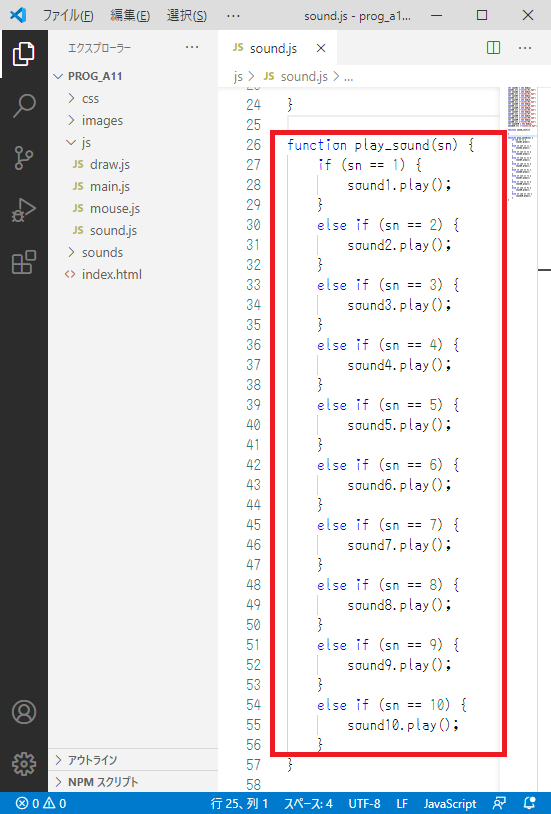 ファイル(F) 編集(E) 選択(S) ··· sound.js - prog_a11...
エクスプローラー ···
PROG_A11
css
images
js
JS draw.js
JS main.js
JS mouse.js
JS sound.js
sounds
<> index.html
アウトライン
NPM スクリプト
JS sound.js × ···
js > JS sound.js > ...
24 }
25
26 function play_sound(sn) {
27 if (sn == 1) {
28 sound1.play();
29 }
30 else if (sn == 2) {
31 sound2.play();
32 }
33 else if (sn == 3) {
34 sound3.play();
35 }
36 else if (sn == 4) {
37 sound4.play();
38 }
39 else if (sn == 5) {
40 sound5.play();
41 }
42 else if (sn == 6) {
43 sound6.play();
44 }
45 else if (sn == 7) {
46 sound7.play();
47 }
48 else if (sn == 8) {
49 sound8.play();
50 }
51 else if (sn == 9) {
52 sound9.play();
53 }
54 else if (sn == 10) {
55 sound10.play();
56 }
57 }
58
0 0 行 25、列 1 スペース: 4 UTF-8 LF JavaScript